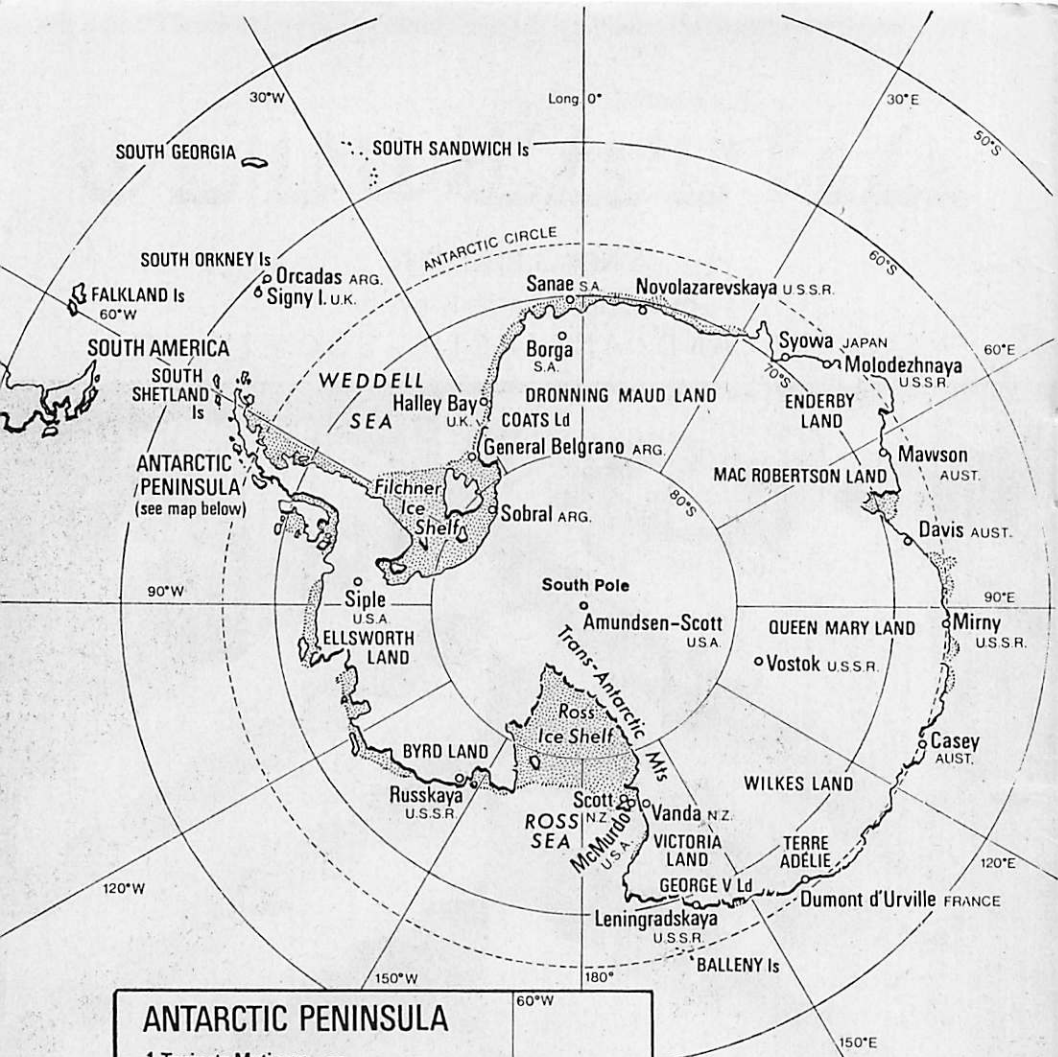 30°W
Long. 0°
30°E
50°S
SOUTH GEORGIA
SOUTH SANDWICH Is
ANTARCTIC CIRCLE
60°S
SOUTH ORKNEY Is
Orcadas ARG.
Signy I. U.K.
FALKLAND Is
60°W
Sanae S.A.
Novolazarevskaya U.S.S.R.
SOUTH AMERICA
SOUTH
SHETLAND
Is
WEDDELL
SEA
Borga
S.A.
Syowa JAPAN
Molodezhnaya
U.S.S.R.
60°E
70°S
Halley Bay
U.K.
DRONNING MAUD LAND
COATS Ld
ENDERBY
LAND
General Belgrano ARG.
Mawson
AUST.
ANTARCTIC
PENINSULA
(see map below)
MAC ROBERTSON LAND
Filchner
Ice
Shelf
80°S
Sobral ARG.
Davis AUST.
90°W
Siple
U.S.A.
ELLSWORTH
LAND
South Pole
Amundsen-Scott
U.S.A.
90°E
QUEEN MARY LAND
Mirny
U.S.S.R.
Vostok U.S.S.R.
Trans-Antarctic Mts
Ross
Ice Shelf
BYRD LAND
Casey
AUST.
Russkaya
U.S.S.R.
WILKES LAND
Scott
N.Z.
ROSS
SEA
McMurdo
U.S.A.
Vanda N.Z.
VICTORIA
LAND
TERRE
ADÉLIE
120°W
120°E
GEORGE V Ld
Dumont d'Urville FRANCE
Leningradskaya
U.S.S.R.
BALLENY Is
150°W
180°
150°E
60°W
ANTARCTIC PENINSULA